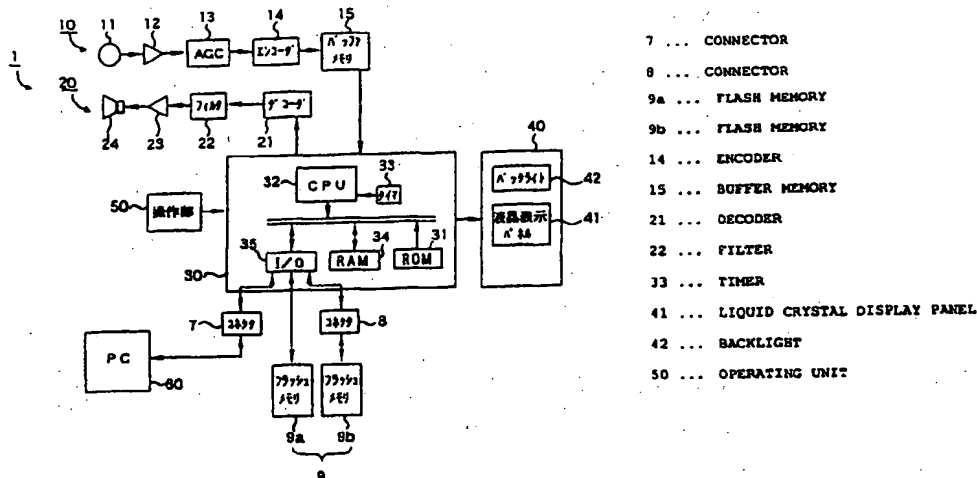 10 11 12 13 14 15
AGC
エンコーダ
バッファ
メモリ
1
20
24 23 22 21
フィルタ
デコーダ
32
CPU
33
タイマ
50
操作部
35
I/O
34
RAM
31
ROM
30
40
バックライト
42
液晶表示
パネル
41
7
コネクタ
コネクタ
8
PC
60
フラッシュ
メモリ
フラッシュ
メモリ
9a 9b
9
7 ... CONNECTOR
8 ... CONNECTOR
9a ... FLASH MEMORY
9b ... FLASH MEMORY
14 ... ENCODER
15 ... BUFFER MEMORY
21 ... DECODER
22 ... FILTER
33 ... TIMER
41 ... LIQUID CRYSTAL DISPLAY PANEL
42 ... BACKLIGHT
50 ... OPERATING UNIT